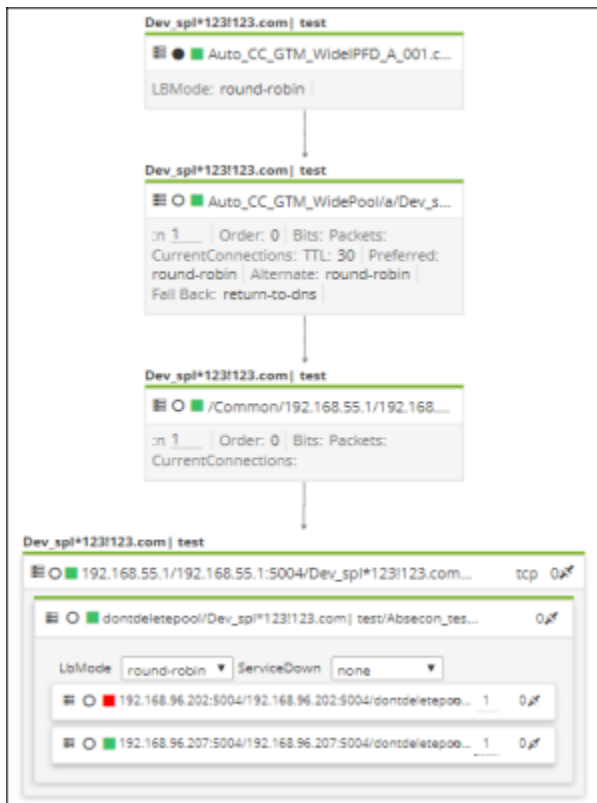 Dev_spl*123!123.com| test
Auto_CC_GTM_WideIPFD_A_001.c...
LBMode: round-robin
Dev_spl*123!123.com| test
Auto_CC_GTM_WidePool/a/Dev_s...
:n 1 Order: 0 Bits: Packets:
CurrentConnections: TTL: 30 Preferred:
round-robin Alternate: round-robin
Fall Back: return-to-dns
Dev_spl*123!123.com| test
/Common/192.168.55.1/192.168....
:n 1 Order: 0 Bits: Packets:
CurrentConnections:
Dev_spl*123!123.com| test
192.168.55.1/192.168.55.1:5004/Dev_spl*123!123.com... tcp 0
dontdeletepool/Dev_spl*123!123.com| test/Absecon_tes... 0
LbMode round-robin ServiceDown none
192.168.96.202:5004/192.168.96.202:5004/dontdeletepoo... 1 0
192.168.96.207:5004/192.168.96.207:5004/dontdeletepoo... 1 0